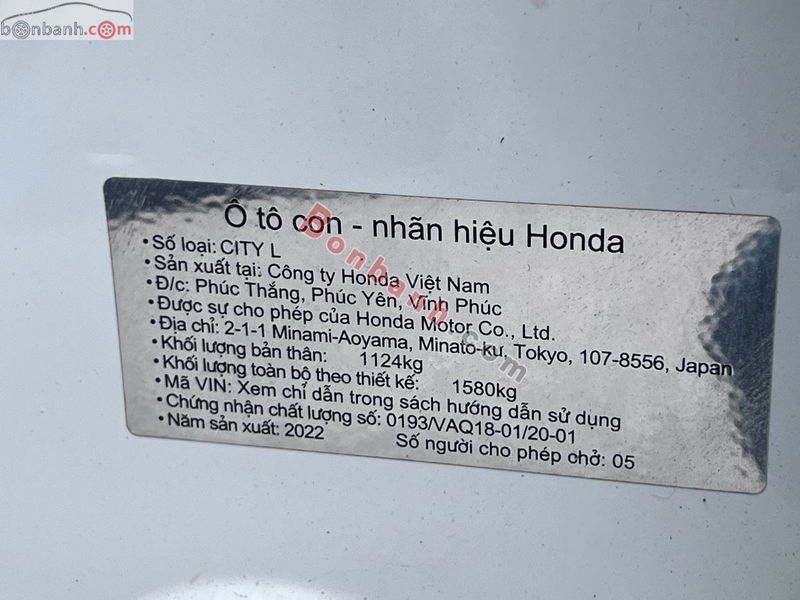 bonbanh.com
Ô tô con - nhãn hiệu Honda
• Số loại: CITY L
• Sản xuất tại: Công ty Honda Việt Nam
• Đ/c: Phúc Thắng, Phúc Yên, Vĩnh Phúc
• Được sự cho phép của Honda Motor Co., Ltd.
• Địa chỉ: 2-1-1 Minami-Aoyama, Minato-ku, Tokyo, 107-8556, Japan
• Khối lượng bản thân: 1124kg
• Khối lượng toàn bộ theo thiết kế: 1580kg
• Mã VIN: Xem chỉ dẫn trong sách hướng dẫn sử dụng
• Chứng nhận chất lượng số: 0193/VAQ18-01/20-01
• Năm sản xuất: 2022 Số người cho phép chở: 05
Bonbanh.com